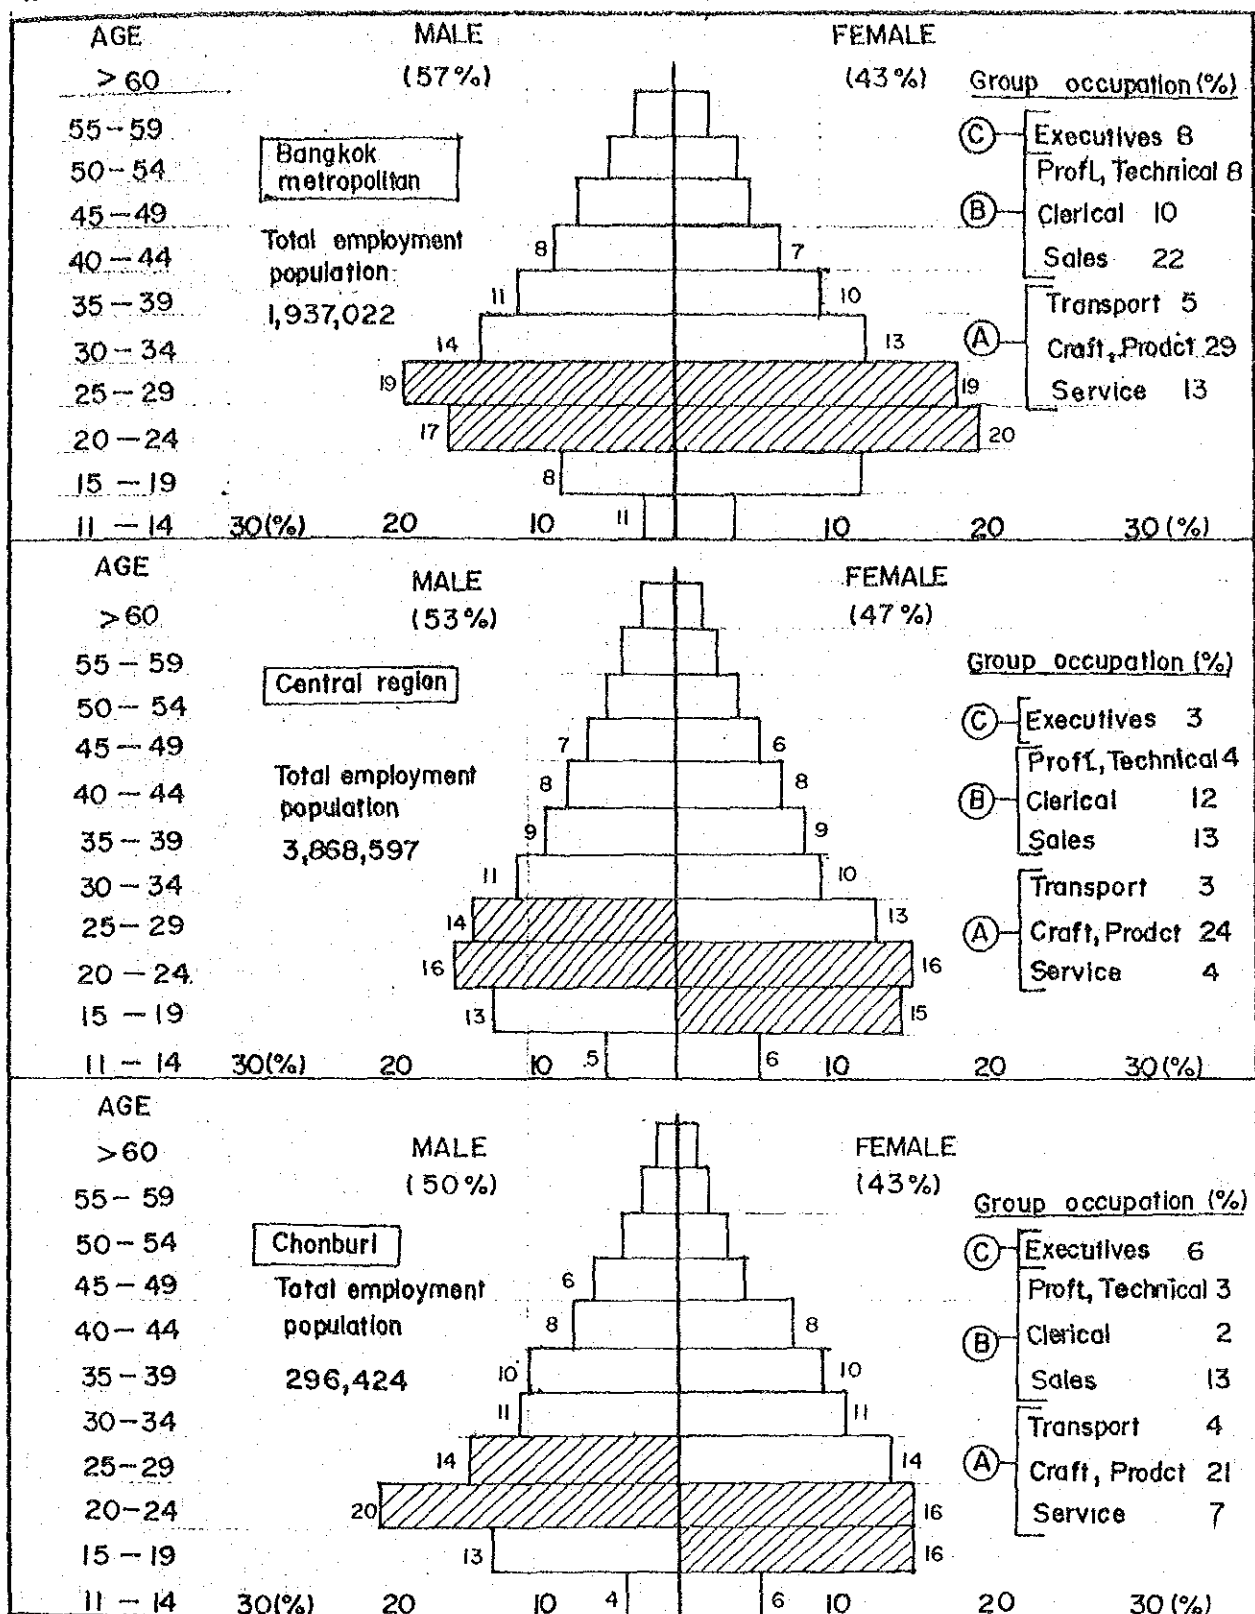 AGE MALE FEMALE
>60 (57%) (43%) Group occupation (%)
55-59 C Executives 8
50-54 Bangkok metropolitan Profl, Technical 8
45-49 B Clerical 10
40-44 Total employment population: 8 7 Sales 22
35-39 1,937,022 11 10 Transport 5
30-34 14 13 A Craft, Prodct 29
25-29 19 19 Service 13
20-24 17 20
15-19 8
11-14 30(%) 20 10 11 10 20 30(%)
AGE MALE FEMALE
>60 (53%) (47%)
55-59 Group occupation (%)
50-54 Central region C Executives 3
45-49 7 6 Proft, Technical 4
40-44 Total employment population 8 8 B Clerical 12
35-39 3,868,597 9 9 Sales 13
30-34 11 10 Transport 3
25-29 14 13 A Craft, Prodct 24
20-24 16 16 Service 4
15-19 13 15
11-14 30(%) 20 10 5 6 10 20 30(%)
AGE
>60 MALE FEMALE
55-59 (50%) (43%) Group occupation (%)
50-54 Chonburi C Executives 6
45-49 Total employment 6 Proft, Technical 3
40-44 population 8 8 B Clerical 2
35-39 296,424 10 10 Sales 13
30-34 11 11 Transport 4
25-29 14 14 A Craft, Prodct 21
20-24 20 16 Service 7
15-19 13 16
11-14 30(%) 20 10 4 6 10 20 30(%)